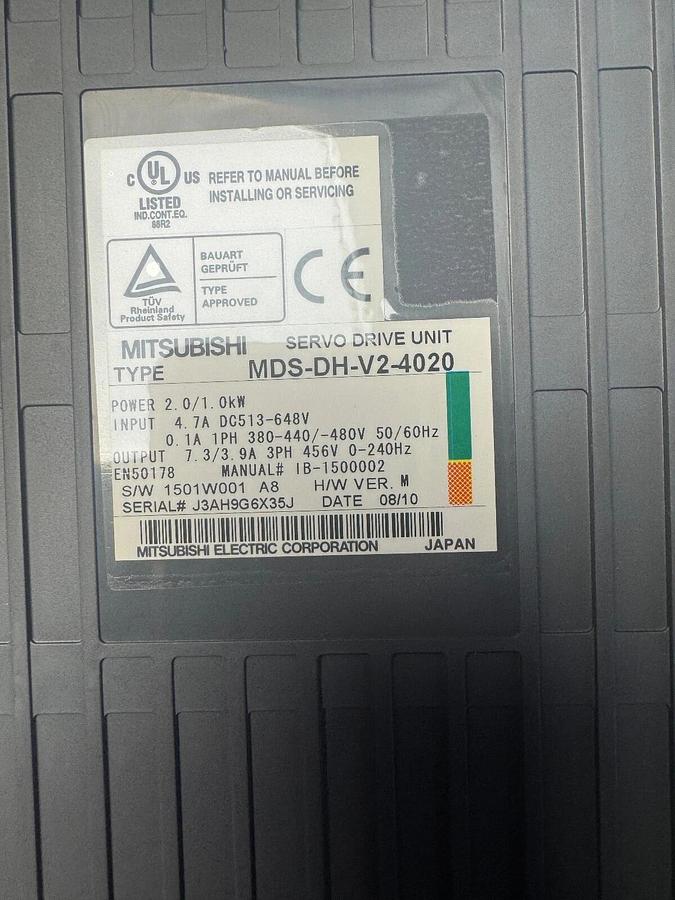 C UL US
LISTED
IND.CONT.EQ.
88R2
REFER TO MANUAL BEFORE
INSTALLING OR SERVICING
TÜV
Rheinland
Product Safety
BAUART
GEPRÜFT
TYPE
APPROVED
CE
MITSUBISHI SERVO DRIVE UNIT
TYPE MDS-DH-V2-4020
POWER 2.0/1.0kW
INPUT 4.7A DC513-648V
0.1A 1PH 380-440/-480V 50/60Hz
OUTPUT 7.3/3.9A 3PH 456V 0-240Hz
EN50178 MANUAL# IB-1500002
S/W 1501W001 A8 H/W VER. M
SERIAL# J3AH9G6X35J DATE 08/10
MITSUBISHI ELECTRIC CORPORATION JAPAN